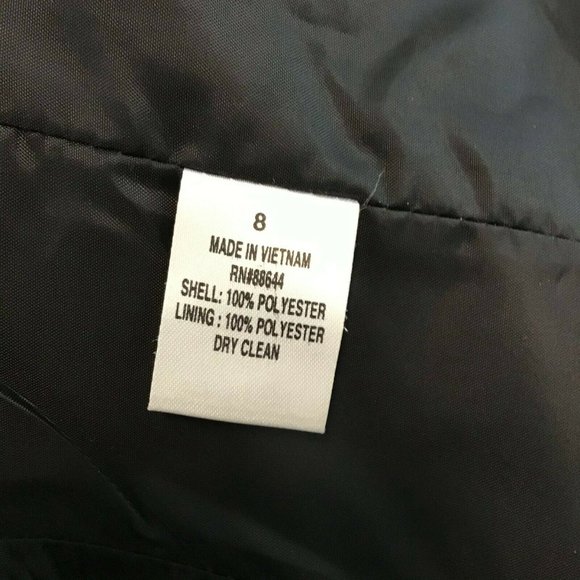 8
MADE IN VIETNAM
RN#88644
SHELL: 100% POLYESTER
LINING : 100% POLYESTER
DRY CLEAN